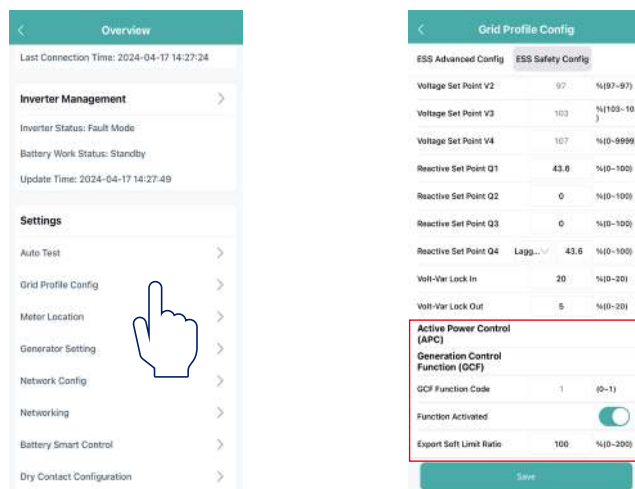 Overview
Last Connection Time: 2024-04-17 14:27:24
Inverter Management
Inverter Status: Fault Mode
Battery Work Status: Standby
Update Time: 2024-04-17 14:27:49
Settings
Auto Test
Grid Profile Config
Meter Location
Generator Setting
Network Config
Networking
Battery Smart Control
Dry Contact Configuration
Grid Profile Config
ESS Advanced Config ESS Safety Config
Voltage Set Point V2 97 %(97~97)
Voltage Set Point V3 103 %(103~10
)
Voltage Set Point V4 107 %(0~9999
Reactive Set Point Q1 43.6 %(0~100)
Reactive Set Point Q2 0 %(0~100)
Reactive Set Point Q3 0 %(0~100)
Reactive Set Point Q4 Lagg... 43.6 %(0~100)
Volt-Var Lock In 20 %(0~20)
Volt-Var Lock Out 5 %(0~20)
Active Power Control
(APC)
Generation Control
Function (GCF)
GCF Function Code 1 (0~1)
Function Activated
Export Soft Limit Ratio 100 %(0~200)
Save